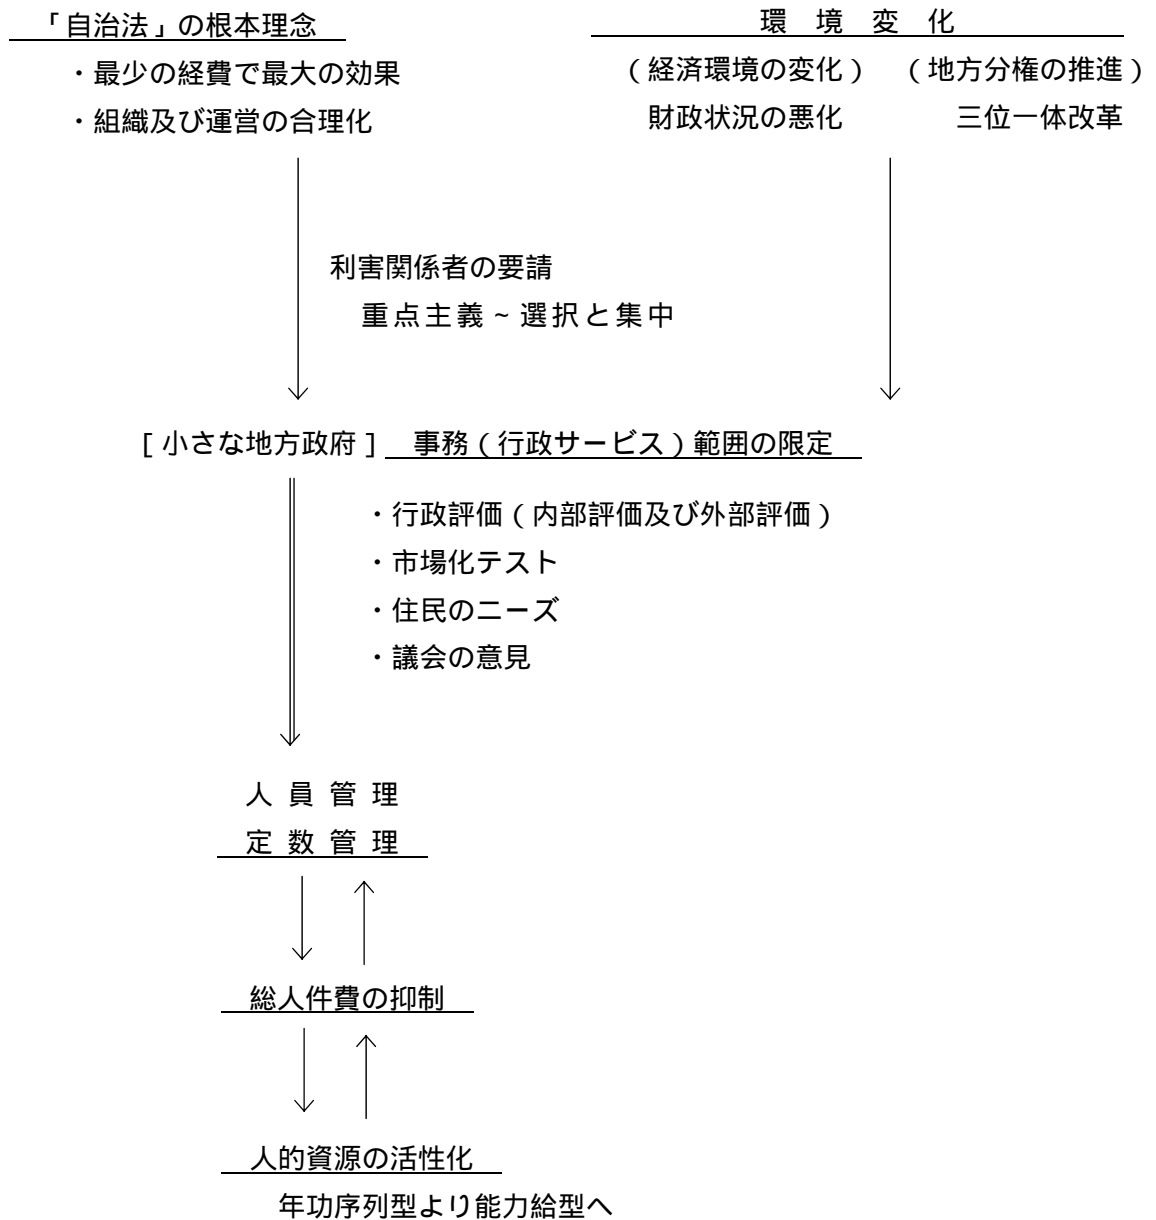 「自治法」の根本理念
・最少の経費で最大の効果
・組織及び運営の合理化
環　境　変　化
（経済環境の変化）　（地方分権の推進）
財政状況の悪化　　　　三位一体改革
利害関係者の要請
重点主義～選択と集中
［小さな地方政府］　事務（行政サービス）範囲の限定
・行政評価（内部評価及び外部評価）
・市場化テスト
・住民のニーズ
・議会の意見
人 員 管 理
定 数 管 理
総人件費の抑制
人的資源の活性化
年功序列型より能力給型へ